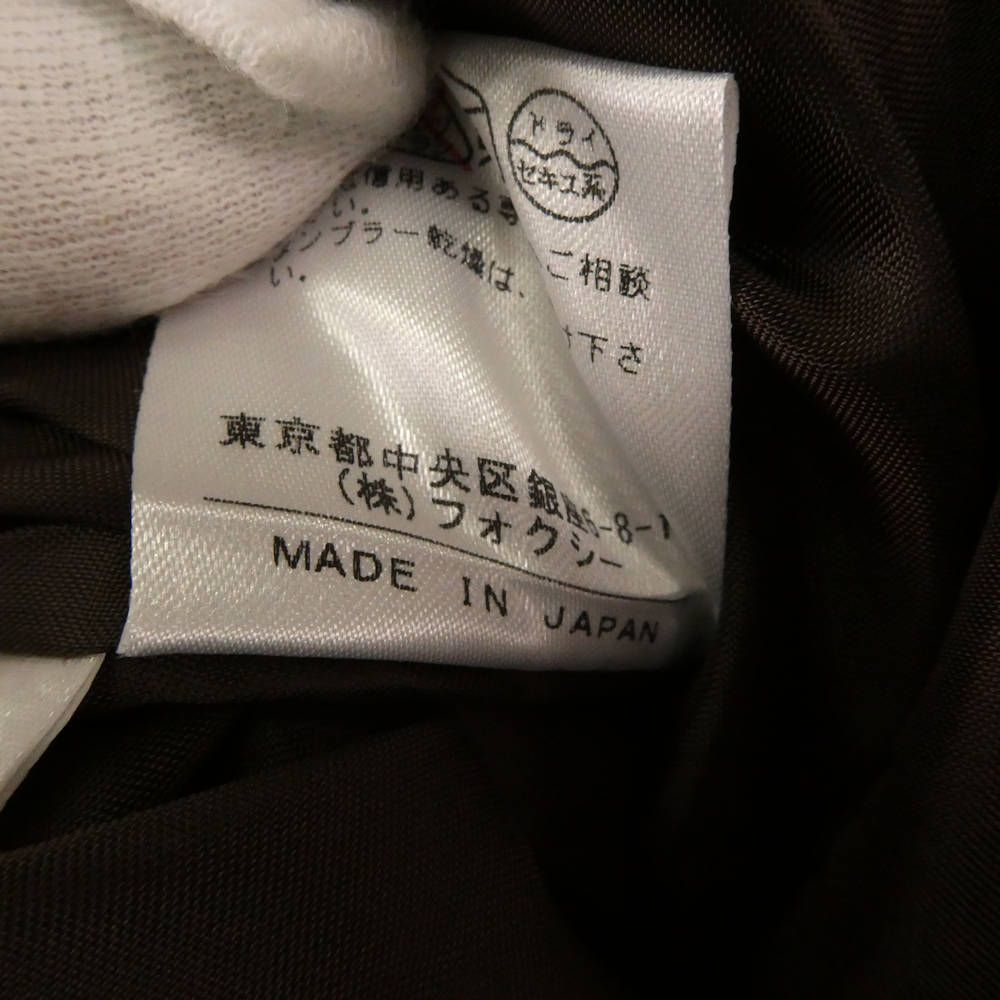 ドライ
セキユ系
信用ある専
い。
ンブラー乾燥は、ご相談
い。
下さ
東京都中央区銀座6-8-1
(株)フォクシー
MADE IN JAPAN